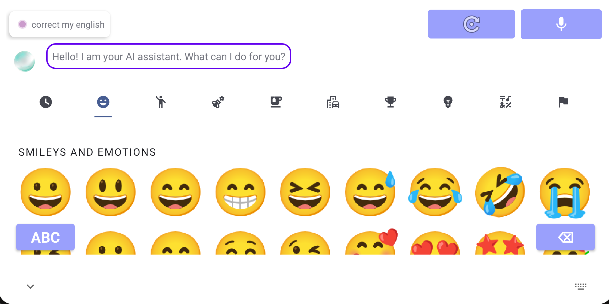 correct my english
Hello! I am your AI assistant. What can I do for you?
SMILEYS AND EMOTIONS
ABC